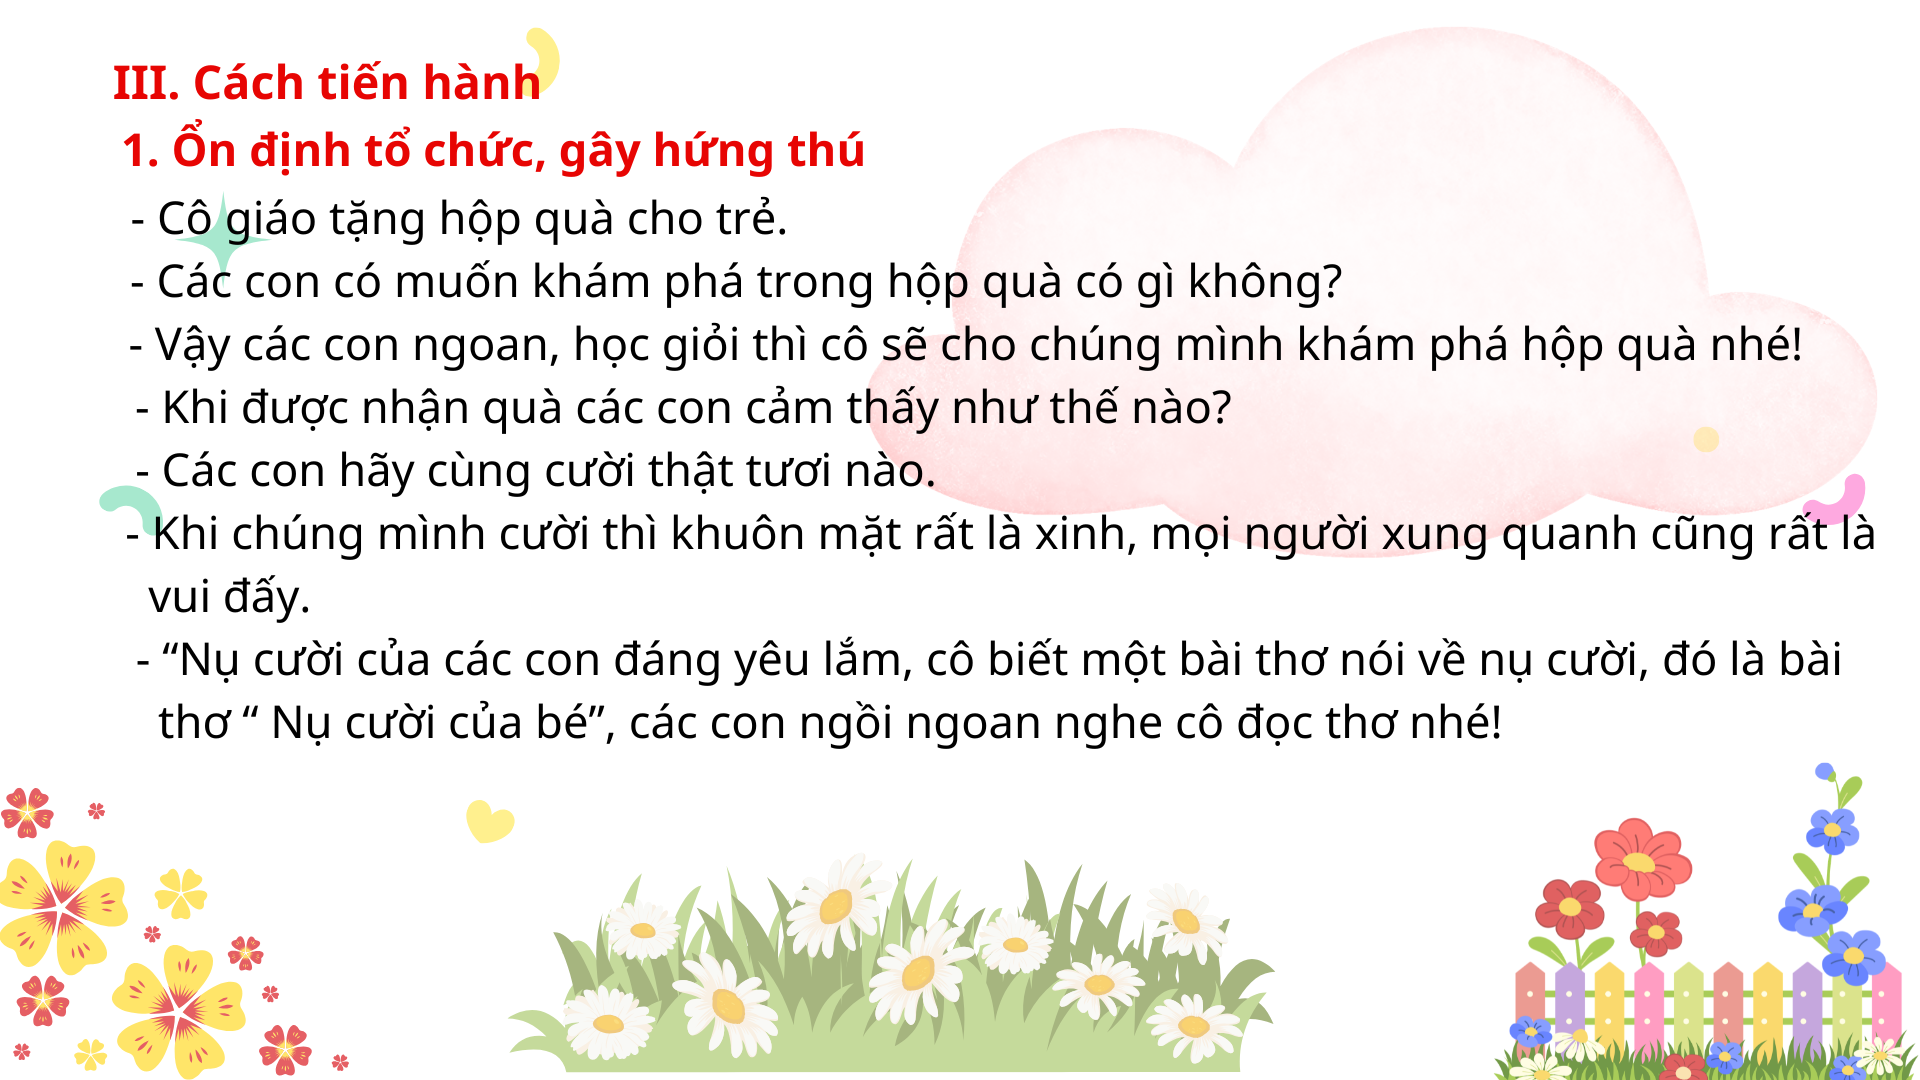 III. Cách tiến hành
1. Ổn định tổ chức, gây hứng thú
- Cô giáo tặng hộp quà cho trẻ.
- Các con có muốn khám phá trong hộp quà có gì không?
- Vậy các con ngoan, học giỏi thì cô sẽ cho chúng mình khám phá hộp quà nhé!
- Khi được nhận quà các con cảm thấy như thế nào?
- Các con hãy cùng cười thật tươi nào.
- Khi chúng mình cười thì khuôn mặt rất là xinh, mọi người xung quanh cũng rất là
vui đấy.
- “Nụ cười của các con đáng yêu lắm, cô biết một bài thơ nói về nụ cười, đó là bài
thơ “ Nụ cười của bé”, các con ngồi ngoan nghe cô đọc thơ nhé!